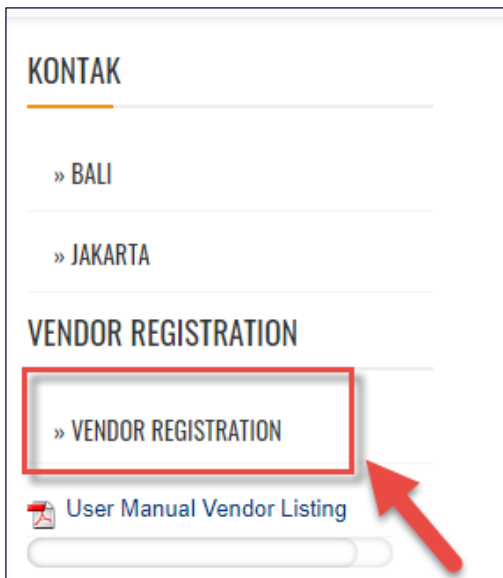 KONTAK
» BALI
» JAKARTA
VENDOR REGISTRATION
» VENDOR REGISTRATION
User Manual Vendor Listing